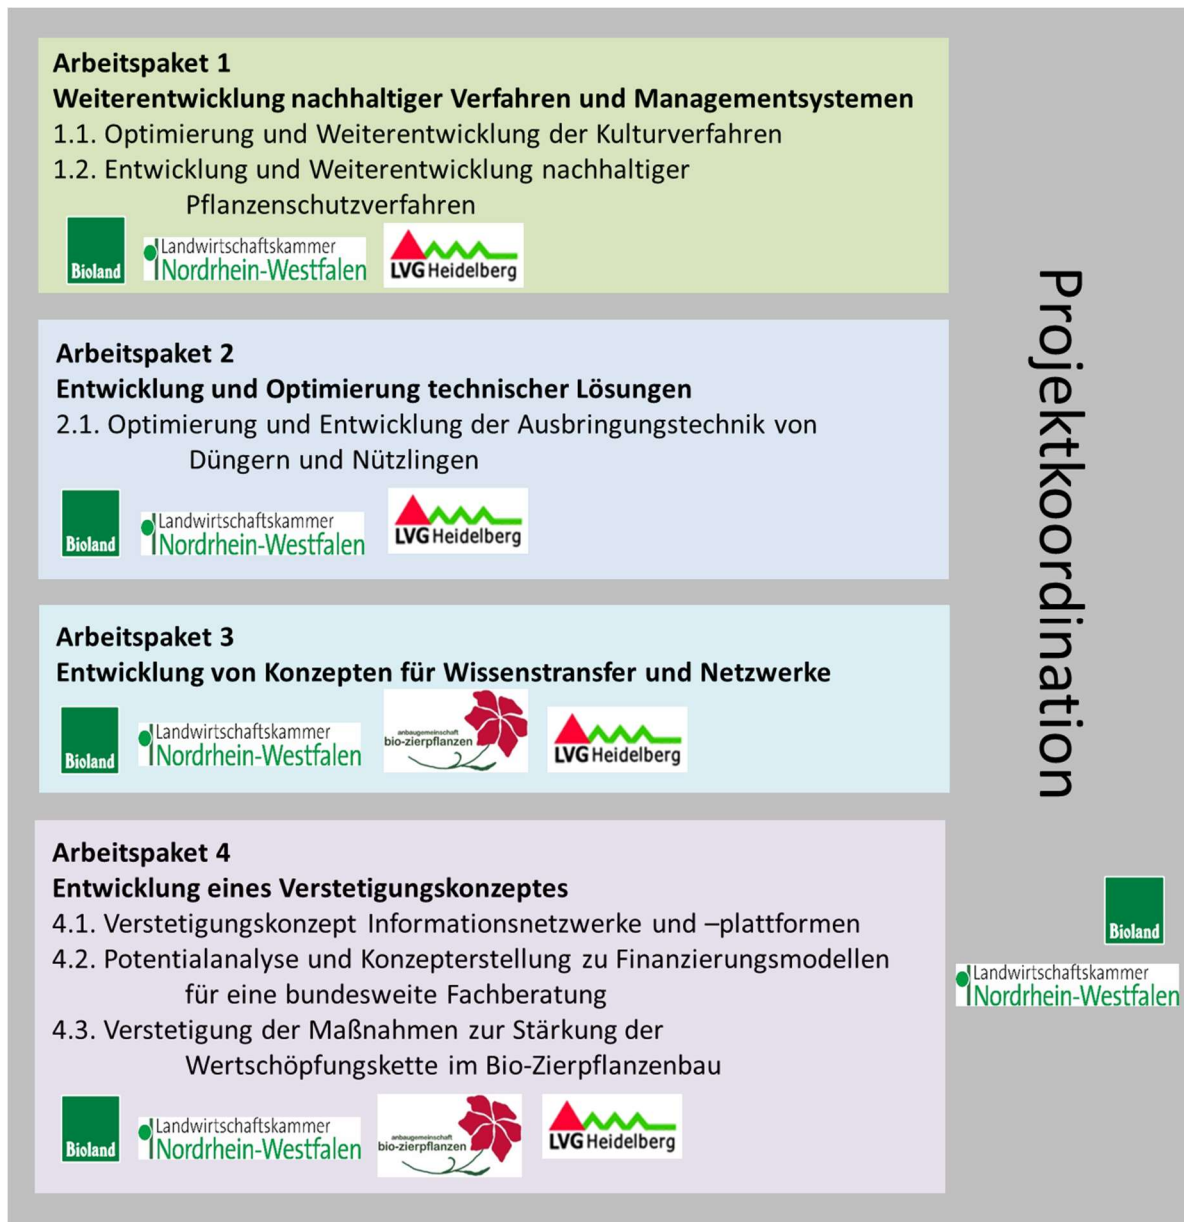 Arbeitspaket 1
Weiterentwicklung nachhaltiger Verfahren und Managementsystemen
1.1. Optimierung und Weiterentwicklung der Kulturverfahren
1.2. Entwicklung und Weiterentwicklung nachhaltiger
Pflanzenschutzverfahren
Bioland
Landwirtschaftskammer
Nordrhein-Westfalen
LVG Heidelberg
Arbeitspaket 2
Entwicklung und Optimierung technischer Lösungen
2.1. Optimierung und Entwicklung der Ausbringungstechnik von
Düngern und Nützlingen
Bioland
Landwirtschaftskammer
Nordrhein-Westfalen
LVG Heidelberg
Arbeitspaket 3
Entwicklung von Konzepten für Wissenstransfer und Netzwerke
Bioland
Landwirtschaftskammer
Nordrhein-Westfalen
anbaugemeinschaft
bio-zierpflanzen
LVG Heidelberg
Arbeitspaket 4
Entwicklung eines Verstetigungskonzeptes
4.1. Verstetigungskonzept Informationsnetzwerke und –plattformen
4.2. Potentialanalyse und Konzepterstellung zu Finanzierungsmodellen
für eine bundesweite Fachberatung
4.3. Verstetigung der Maßnahmen zur Stärkung der
Wertschöpfungskette im Bio-Zierpflanzenbau
Bioland
Landwirtschaftskammer
Nordrhein-Westfalen
anbaugemeinschaft
bio-zierpflanzen
LVG Heidelberg
Projektkoordination
Bioland
Landwirtschaftskammer
Nordrhein-Westfalen